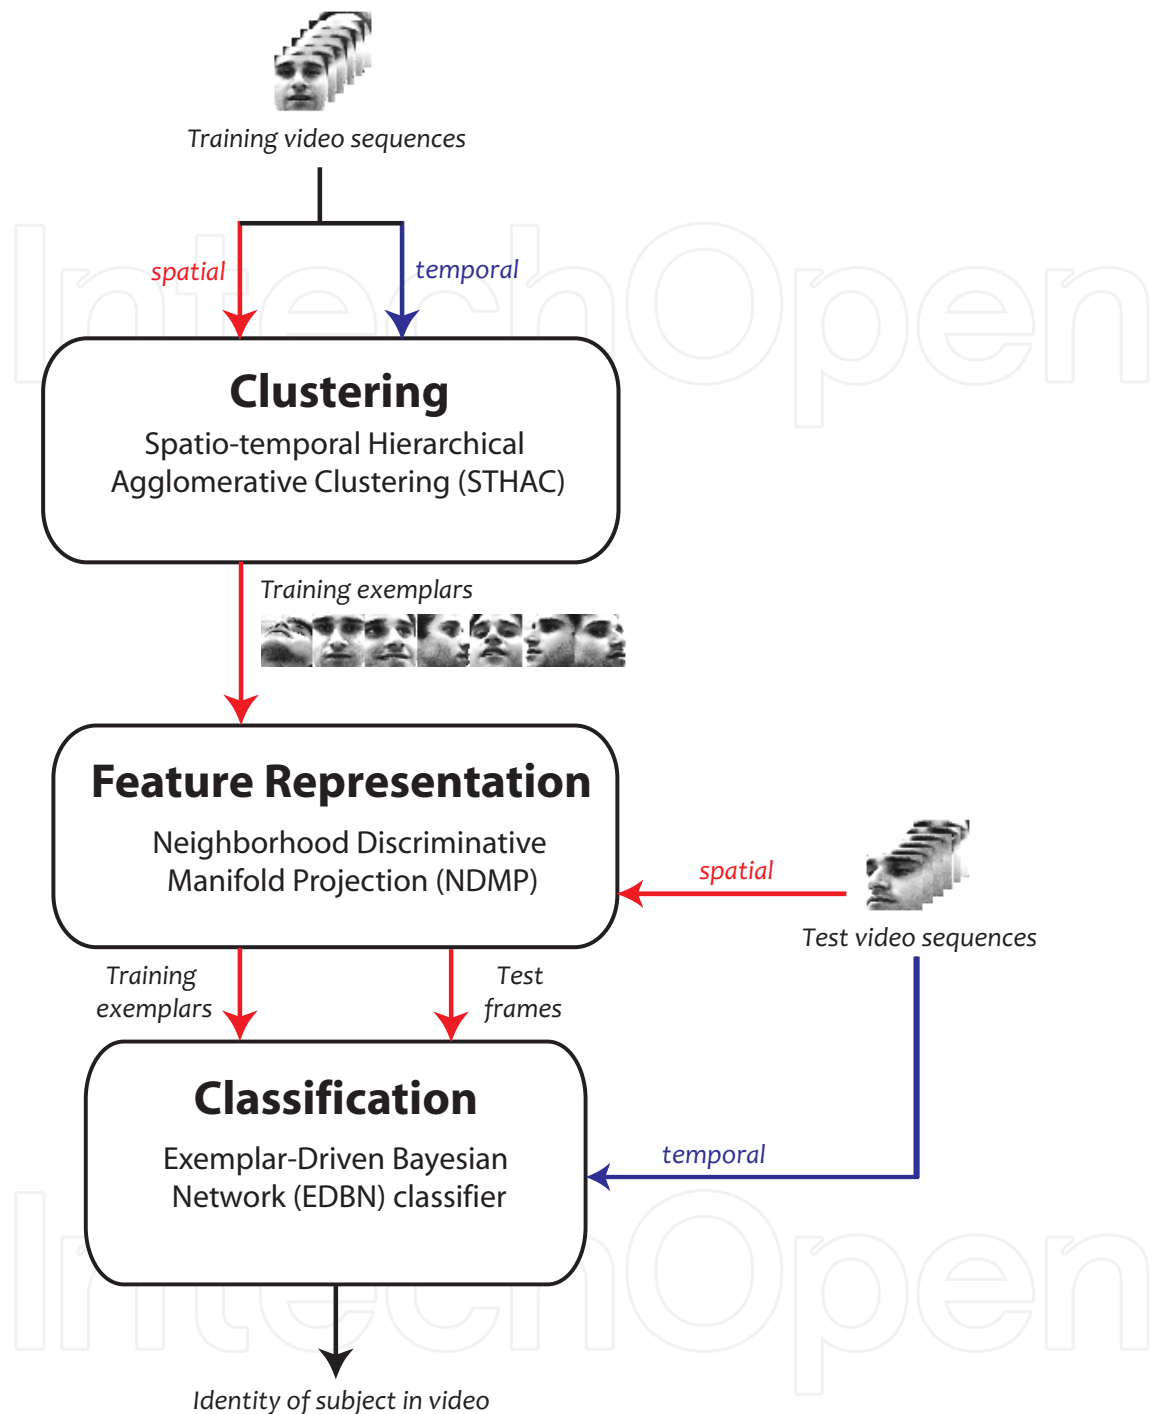 Training video sequences
spatial
temporal
Clustering
Spatio-temporal Hierarchical
Agglomerative Clustering (STHAC)
Training exemplars
Feature Representation
Neighborhood Discriminative
Manifold Projection (NDMP)
spatial
Test video sequences
Training
exemplars
Test
frames
Classification
Exemplar-Driven Bayesian
Network (EDBN) classifier
temporal
Identity of subject in video
IntechOpen
IntechOpen